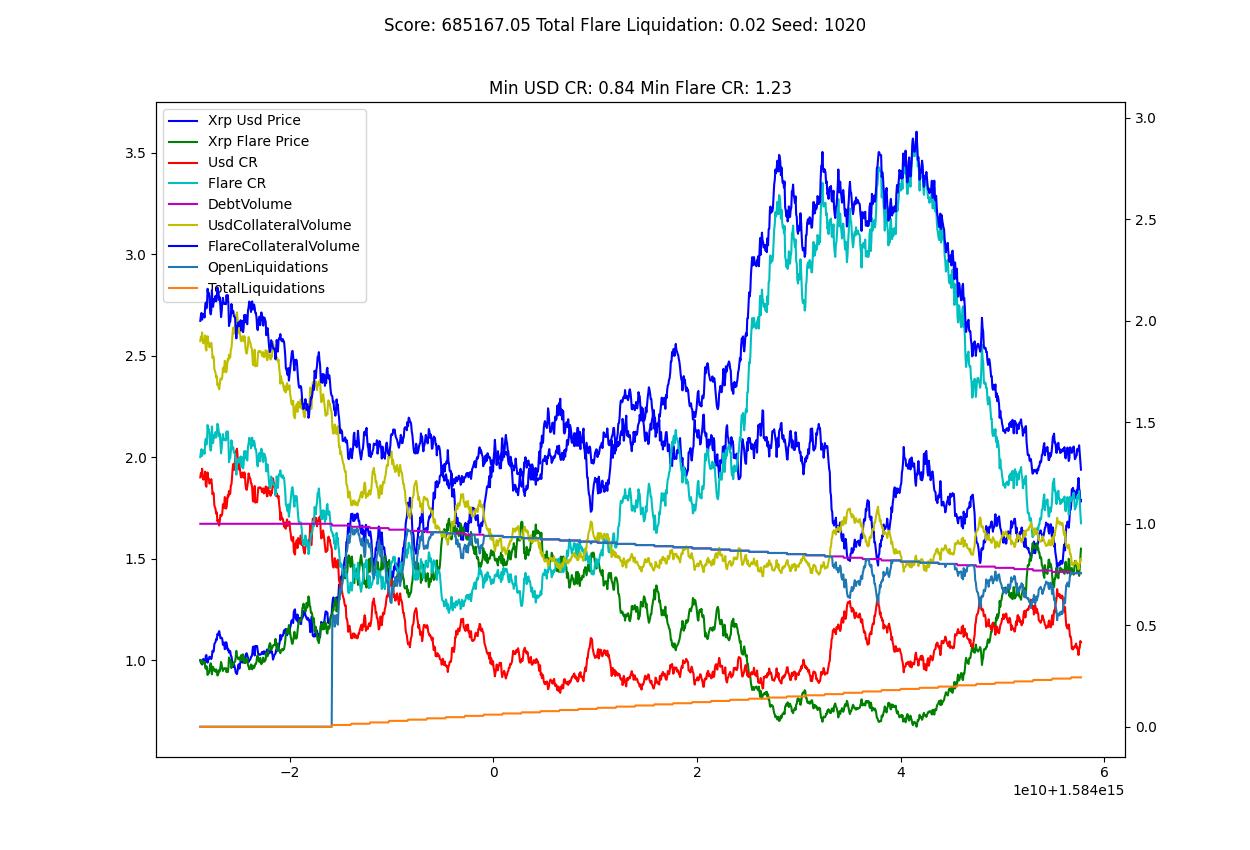 Score: 685167.05 Total Flare Liquidation: 0.02 Seed: 1020
Min USD CR: 0.84 Min Flare CR: 1.23
Xrp Usd Price
Xrp Flare Price
Usd CR
Flare CR
DebtVolume
UsdCollateralVolume
FlareCollateralVolume
OpenLiquidations
TotalLiquidations
3.5
3.0
2.5
2.0
1.5
1.0
3.0
2.5
2.0
1.5
1.0
0.5
0.0
−2
0
2
4
6
1e10+1.584e15